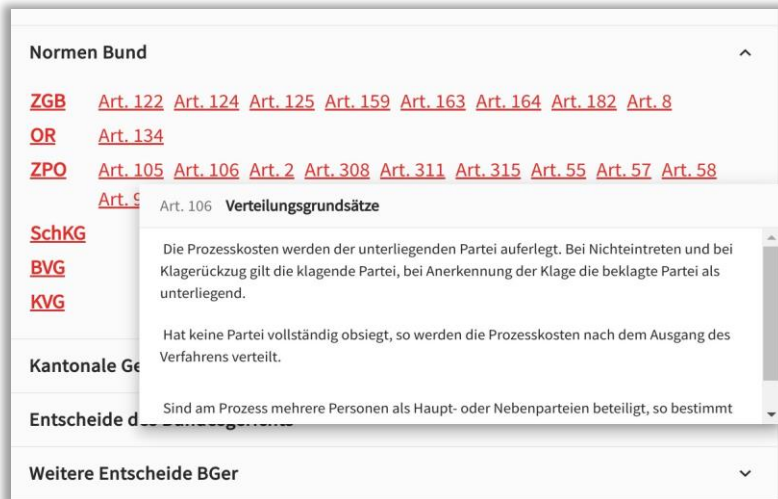 Normen Bund
ZGB Art. 122 Art. 124 Art. 125 Art. 159 Art. 163 Art. 164 Art. 182 Art. 8
OR Art. 134
ZPO Art. 105 Art. 106 Art. 2 Art. 308 Art. 311 Art. 315 Art. 55 Art. 57 Art. 58
Art. 9
Art. 106 Verteilungsgrundsätze
SchKG
BVG
KVG
Die Prozesskosten werden der unterliegenden Partei auferlegt. Bei Nichteintreten und bei
Klagerückzug gilt die klagende Partei, bei Anerkennung der Klage die beklagte Partei als
unterliegend.
Hat keine Partei vollständig obsiegt, so werden die Prozesskosten nach dem Ausgang des
Verfahrens verteilt.
Sind am Prozess mehrere Personen als Haupt- oder Nebenparteien beteiligt, so bestimmt
Kantonale Ge
Entscheide des Bundesgerichts
Weitere Entscheide BGer